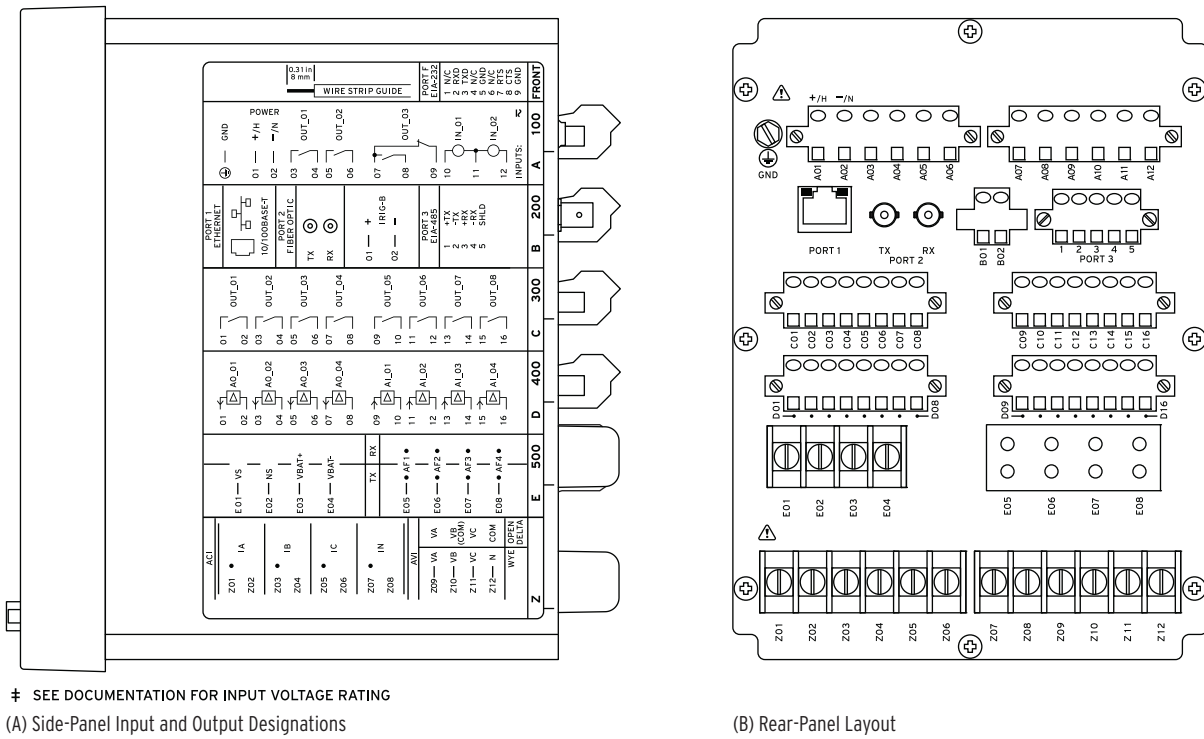 0.31 in
8 mm
WIRE STRIP GUIDE
PORT F
EIA-232
1 N/C
2 RXD
3 TXD
4 N/C
5 GND
6 N/C
7 RTS
8 CTS
9 GND
FRONT
POWER
GND
01 +/H
02 -/N
03
04
OUT_01
05
06
OUT_02
07
08
09
OUT_03
10
IN_01
11
IN_02
12
INPUTS:
A
100
PORT 1
ETHERNET
10/100BASE-T
PORT 2
FIBER OPTIC
TX
RX
01 +
IRIG-B
02 -
PORT 3
EIA-485
1 +TX
2 -TX
3 +RX
4 -RX
5 SHLD
B
200
01
02
OUT_01
03
04
OUT_02
05
06
OUT_03
07
08
OUT_04
09
10
OUT_05
11
12
OUT_06
13
14
OUT_07
15
16
OUT_08
C
300
01
02
AO_01
03
04
AO_02
05
06
AO_03
07
08
AO_04
09
10
AI_01
11
12
AI_02
13
14
AI_03
15
16
AI_04
D
400
E01 VS
E02 NS
E03 VBAT+
E04 VBAT-
TX
RX
E05 • AF1 •
E06 • AF2 •
E07 • AF3 •
E08 • AF4 •
E
500
ACI
Z01 • IA
Z02
Z03 • IB
Z04
Z05 • IC
Z06
Z07 • IN
Z08
AVI
Z09 VA VA
Z10 VB VB (COM)
Z11 VC VC
Z12 N COM
WYE
OPEN
DELTA
Z
‡ SEE DOCUMENTATION FOR INPUT VOLTAGE RATING
(A) Side-Panel Input and Output Designations
+/H -/N
GND
A01 A02 A03 A04 A05 A06
A07 A08 A09 A10 A11 A12
PORT 1
TX RX
PORT 2
B01 B02
1 2 3 4 5
PORT 3
C01 C02 C03 C04 C05 C06 C07 C08
C09 C10 C11 C12 C13 C14 C15 C16
D01 D08
D09 D16
E01 E02 E03 E04
E05 E06 E07 E08
Z01 Z02 Z03 Z04 Z05 Z06
Z07 Z08 Z09 Z10 Z11 Z12
(B) Rear-Panel Layout